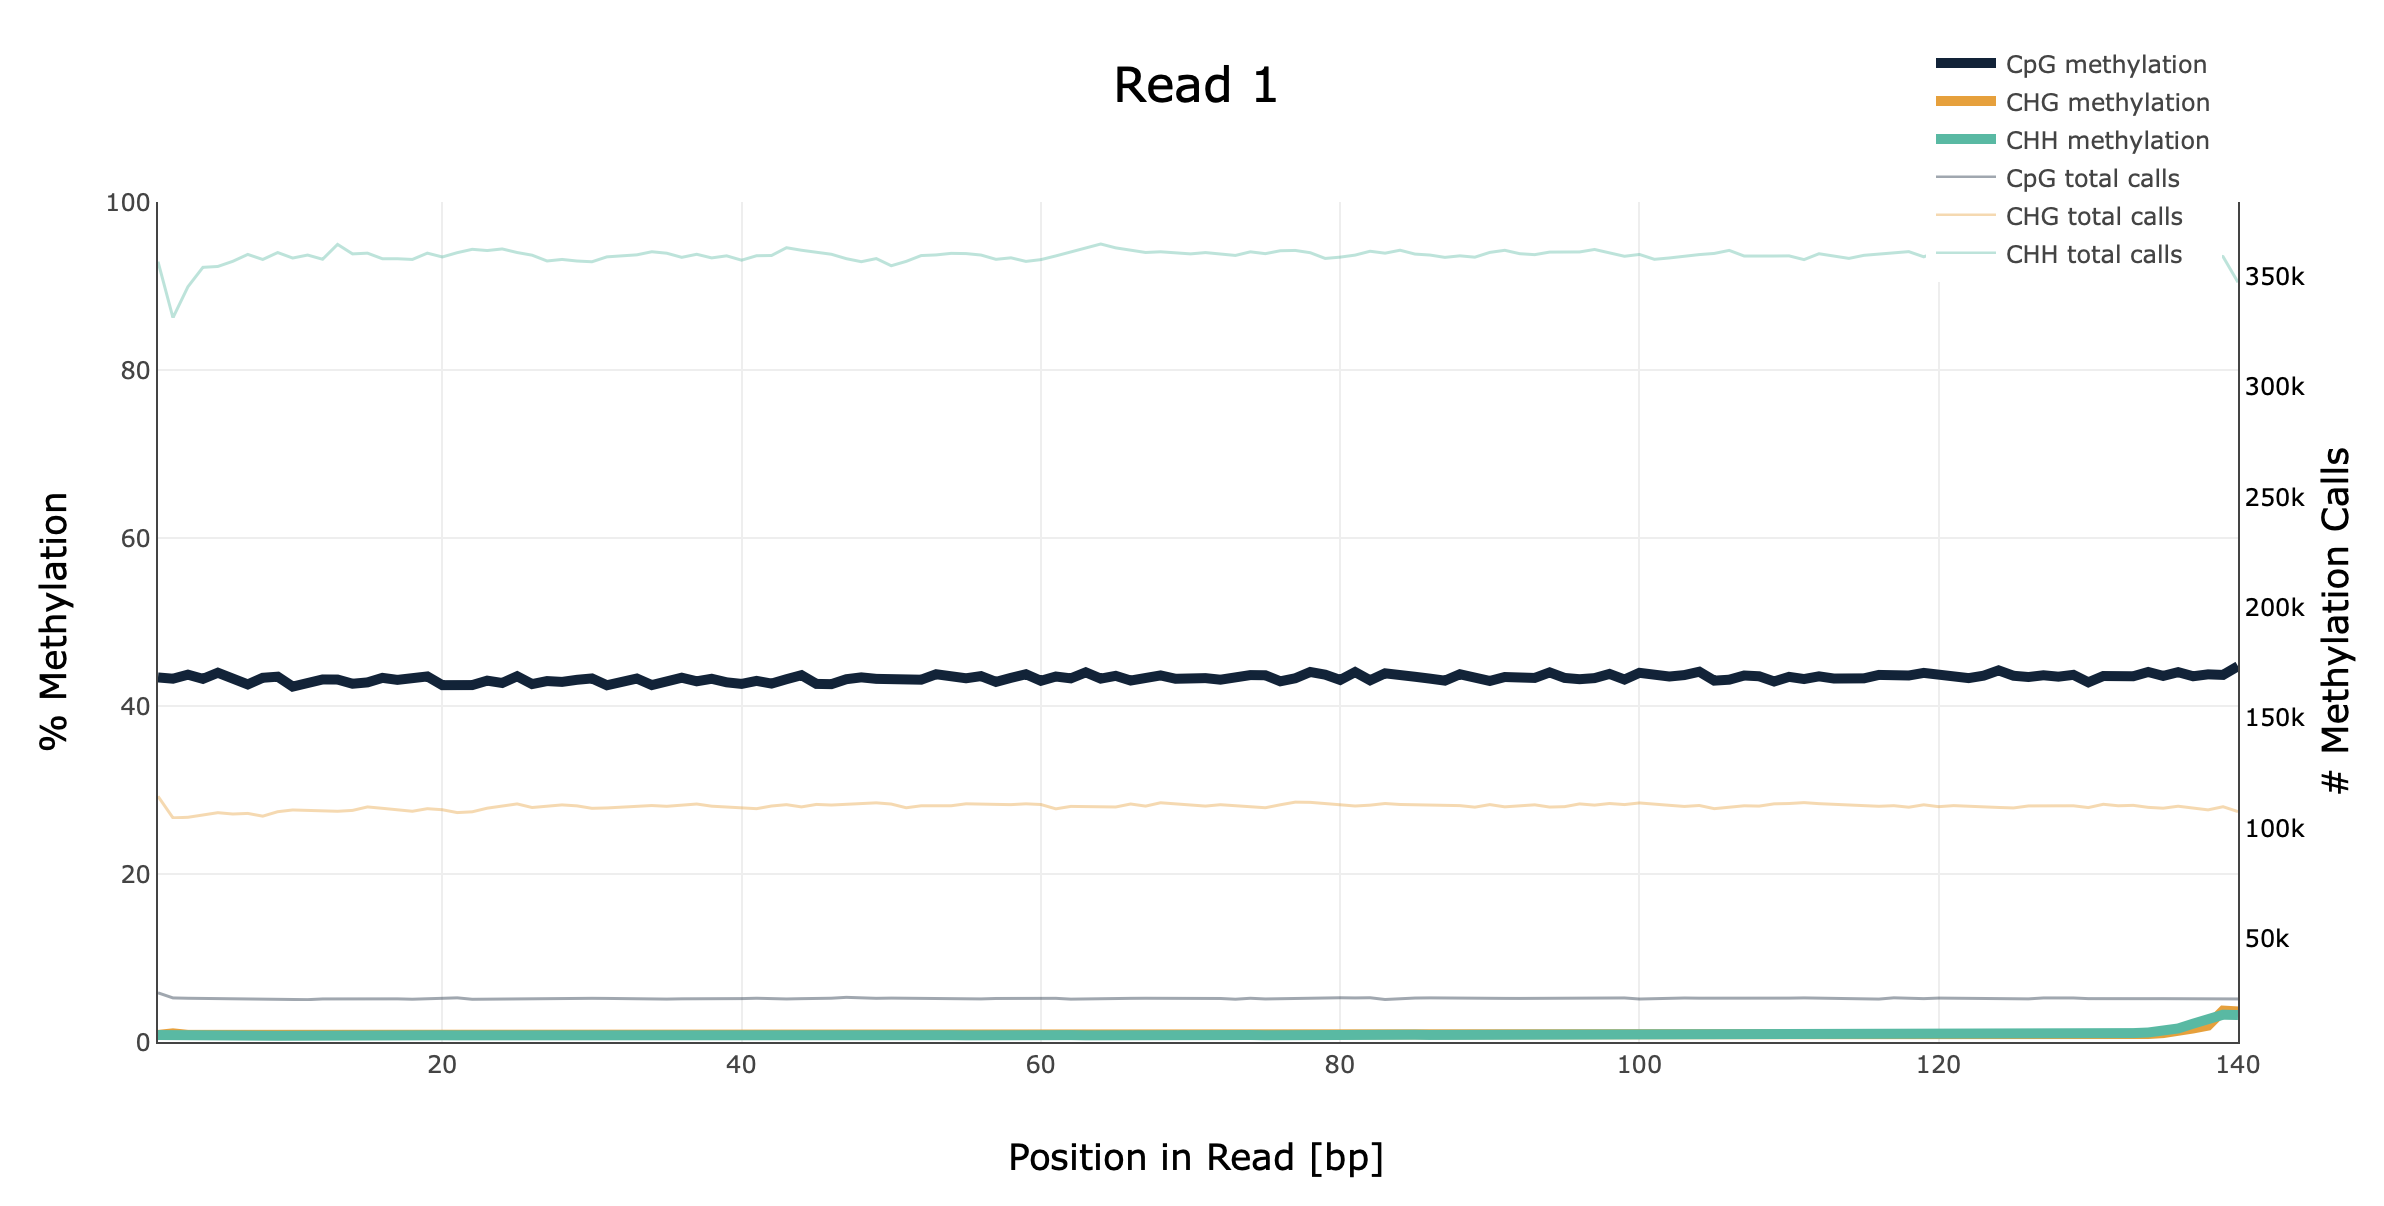 Read 1
CpG methylation
CHG methylation
CHH methylation
CpG total calls
CHG total calls
CHH total calls
100
80
60
40
20
0
% Methylation
350k
300k
250k
200k
150k
100k
50k
# Methylation Calls
20 40 60 80 100 120 140
Position in Read [bp]